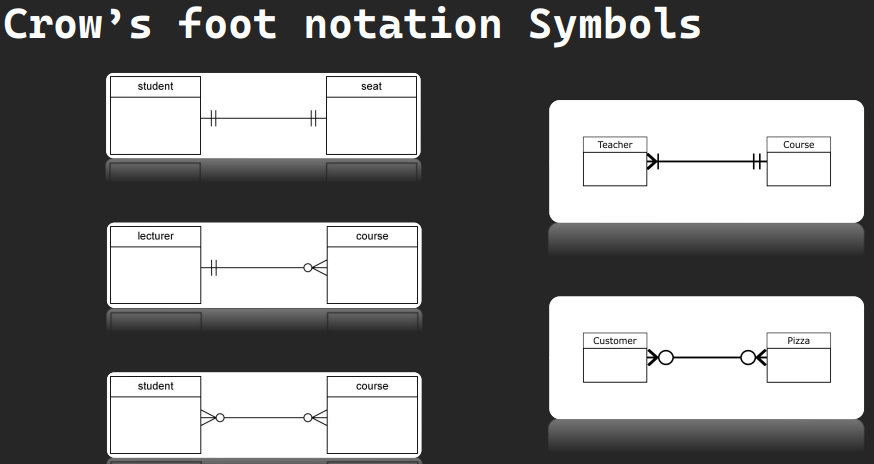 Crow’s foot notation Symbols
student
seat
lecturer
course
student
course
Teacher
Course
Customer
Pizza